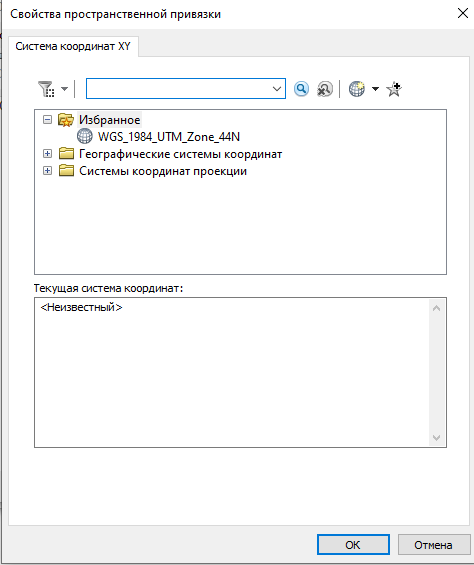 Свойства пространственной привязки
Система координат XY
Избранное
WGS_1984_UTM_Zone_44N
Географические системы координат
Системы координат проекции
Текущая система координат:
<Неизвестный>
OK
Отмена